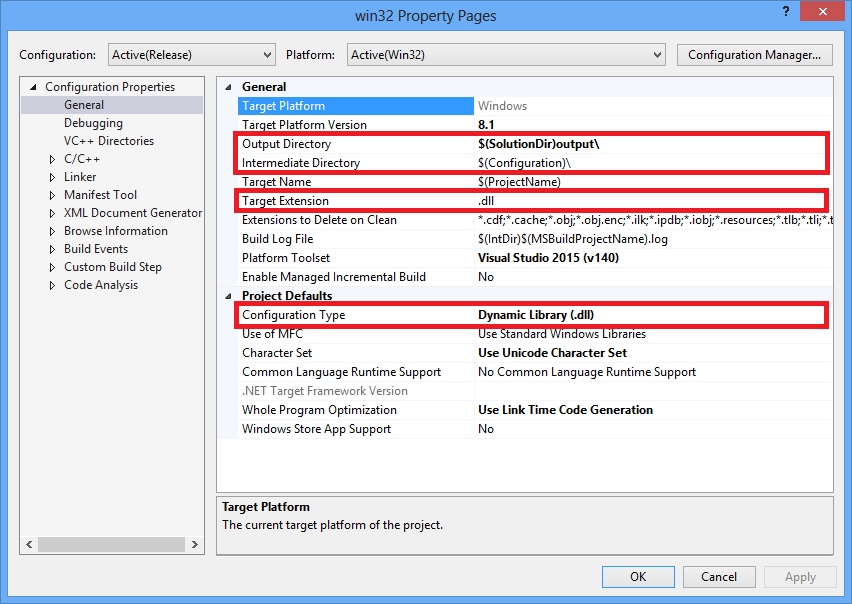 win32 Property Pages
?
Configuration: Active(Release) Platform: Active(Win32) Configuration Manager...
Configuration Properties
General
Debugging
VC++ Directories
C/C++
Linker
Manifest Tool
XML Document Generator
Browse Information
Build Events
Custom Build Step
Code Analysis
General
Target Platform Windows
Target Platform Version 8.1
Output Directory $(SolutionDir)output\
Intermediate Directory $(Configuration)\
Target Name $(ProjectName)
Target Extension .dll
Extensions to Delete on Clean *.cdf;*.cache;*.obj;*.obj.enc;*.ilk;*.ipdb;*.iobj;*.resources;*.tlb;*.tli;*.t
Build Log File $(IntDir)$(MSBuildProjectName).log
Platform Toolset Visual Studio 2015 (v140)
Enable Managed Incremental Build No
Project Defaults
Configuration Type Dynamic Library (.dll)
Use of MFC Use Standard Windows Libraries
Character Set Use Unicode Character Set
Common Language Runtime Support No Common Language Runtime Support
.NET Target Framework Version
Whole Program Optimization Use Link Time Code Generation
Windows Store App Support No
Target Platform
The current target platform of the project.
OK Cancel Apply